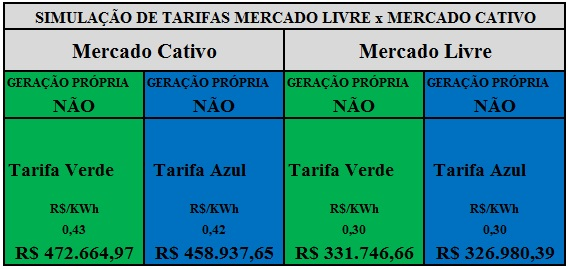 SIMULAÇÃO DE TARIFAS MERCADO LIVRE x MERCADO CATIVO
Mercado Cativo Mercado Livre
GERAÇÃO PRÓPRIA GERAÇÃO PRÓPRIA GERAÇÃO PRÓPRIA GERAÇÃO PRÓPRIA
NÃO NÃO NÃO NÃO
Tarifa Verde Tarifa Azul Tarifa Verde Tarifa Azul
R$/KWh R$/KWh R$/KWh R$/KWh
0,43 0,42 0,30 0,30
R$ 472.664,97 R$ 458.937,65 R$ 331.746,66 R$ 326.980,39